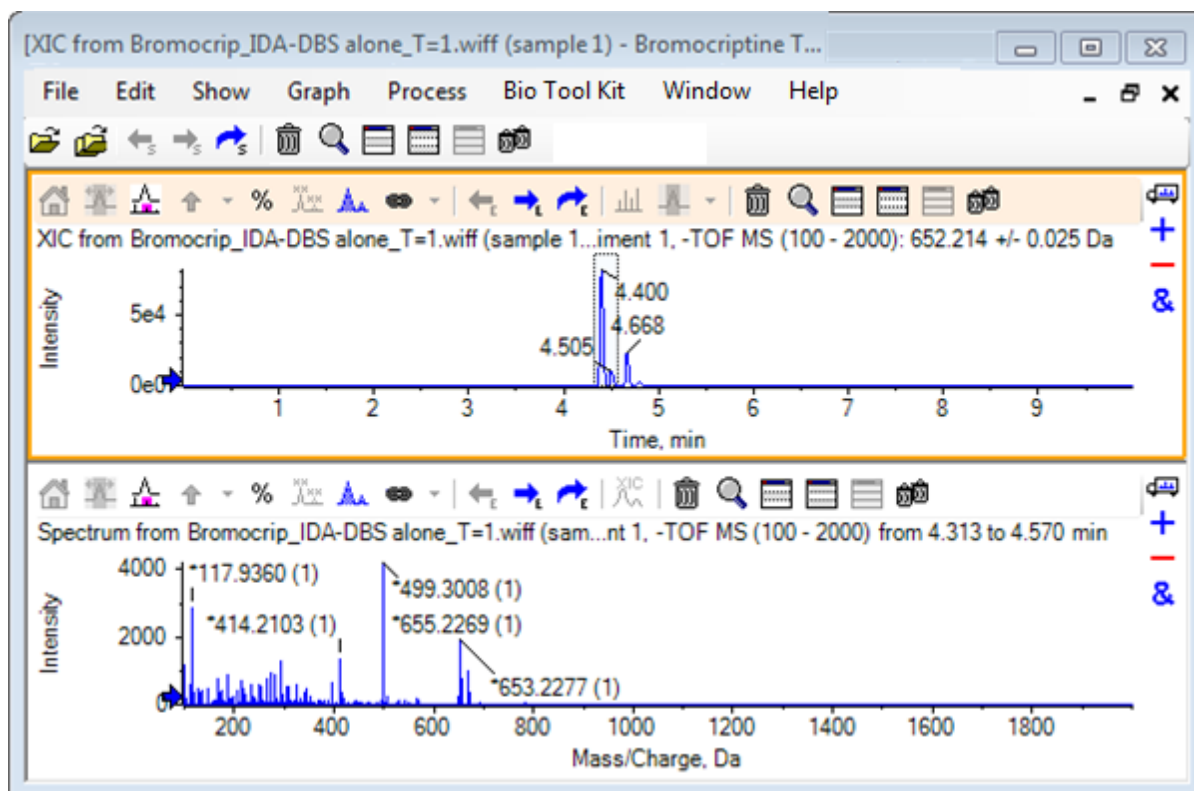 [XIC from Bromocrip_IDA-DBS alone_T=1.wiff (sample 1) - Bromocriptine T...
File Edit Show Graph Process Bio Tool Kit Window Help
XIC from Bromocrip_IDA-DBS alone_T=1.wiff (sample 1...iment 1, -TOF MS (100 - 2000): 652.214 +/- 0.025 Da
Intensity
5e4
0e0
4.400
4.668
4.505
1 2 3 4 5 6 7 8 9
Time, min
Spectrum from Bromocrip_IDA-DBS alone_T=1.wiff (sam...nt 1, -TOF MS (100 - 2000) from 4.313 to 4.570 min
Intensity
4000
2000
0
*117.9360 (1)
*499.3008 (1)
*414.2103 (1)
*655.2269 (1)
*653.2277 (1)
200 400 600 800 1000 1200 1400 1600 1800
Mass/Charge, Da